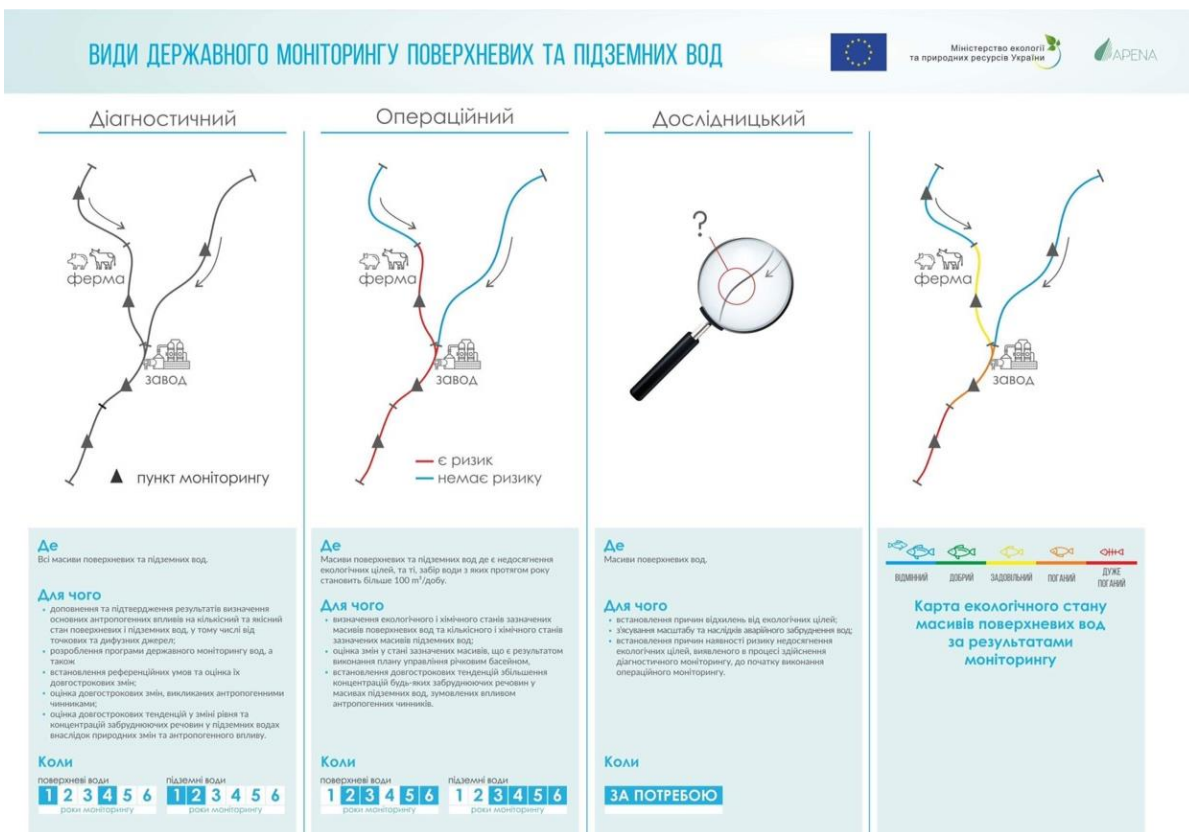 ВИДИ ДЕРЖАВНОГО МОНІТОРИНГУ ПОВЕРХНЕВИХ ТА ПІДЗЕМНИХ ВОД
Міністерство екології
та природних ресурсів України
APENA
Діагностичний
ферма
завод
пункт моніторингу
Де
Всі масиви поверхневих та підземних вод.
Для чого
• доповнення та підтвердження результатів визначення
основних антропогенних впливів на кількісний та якісний
стан поверхневих і підземних вод, у тому числі від
точкових та дифузних джерел;
• розроблення програми державного моніторингу вод, а
також
• встановлення референційних умов та оцінка їх
довгострокових змін;
• оцінка довгострокових змін, викликаних антропогенними
чинниками;
• оцінка довгострокових тенденцій у зміні рівня та
концентрацій забруднюючих речовин у підземних водах
внаслідок природних змін та антропогенного впливу.
Коли
поверхневі води
1 2 3 4 5 6
роки моніторингу
підземні води
1 2 3 4 5 6
роки моніторингу
Операційний
ферма
завод
є ризик
немає ризику
Де
Масиви поверхневих та підземних вод де є недосягнення
екологічних цілей, та ті, забір води з яких протягом року
становить більше 100 m³/добу.
Для чого
• визначення екологічного і хімічного станів зазначених
масивів поверхневих вод та кількісного і хімічного станів
зазначених масивів підземних вод;
• оцінка змін у стані зазначених масивів, що є результатом
виконання плану управління річковим басейном,
• встановлення довгострокових тенденцій збільшення
концентрацій будь-яких забруднюючих речовин у
масивах підземних вод, зумовлених впливом
антропогенних чинників.
Коли
поверхневі води
1 2 3 4 5 6
роки моніторингу
підземні води
1 2 3 4 5 6
роки моніторингу
Дослідницький
?
Де
Масиви поверхневих вод.
Для чого
• встановлення причин відхилень від екологічних цілей;
• з'ясування масштабу та наслідків аварійного забруднення вод;
• встановлення причин наявності ризику недосягнення
екологічних цілей, виявленого в процесі здійснення
діагностичного моніторингу, до початку виконання
операційного моніторингу.
Коли
ЗА ПОТРЕБОЮ
ферма
завод
ВІДМІННИЙ
ДОБРИЙ
ЗАДОВІЛЬНИЙ
ПОГАНИЙ
ДУЖЕ
ПОГАНИЙ
Карта екологічного стану
масивів поверхневих вод
за результатами
моніторингу